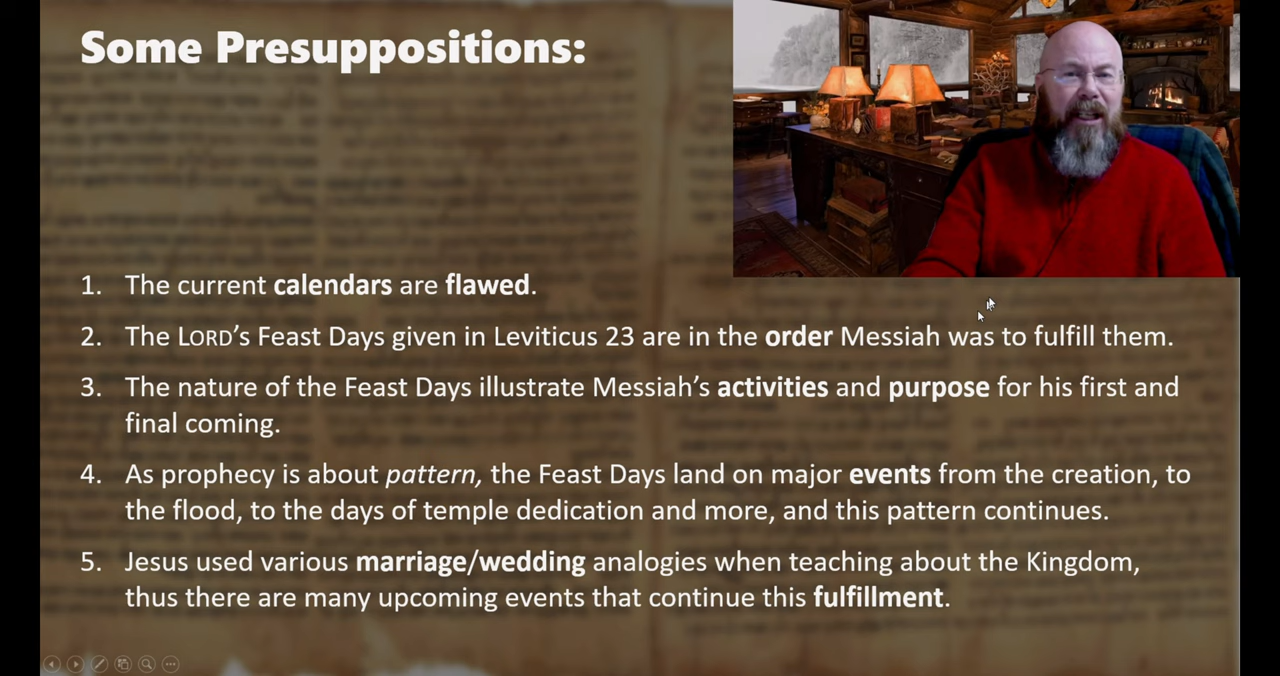 Some Presuppositions:
1. The current calendars are flawed.
2. The LORD's Feast Days given in Leviticus 23 are in the order Messiah was to fulfill them.
3. The nature of the Feast Days illustrate Messiah's activities and purpose for his first and
final coming.
4. As prophecy is about pattern, the Feast Days land on major events from the creation, to
the flood, to the days of temple dedication and more, and this pattern continues.
5. Jesus used various marriage/wedding analogies when teaching about the Kingdom,
thus there are many upcoming events that continue this fulfillment.